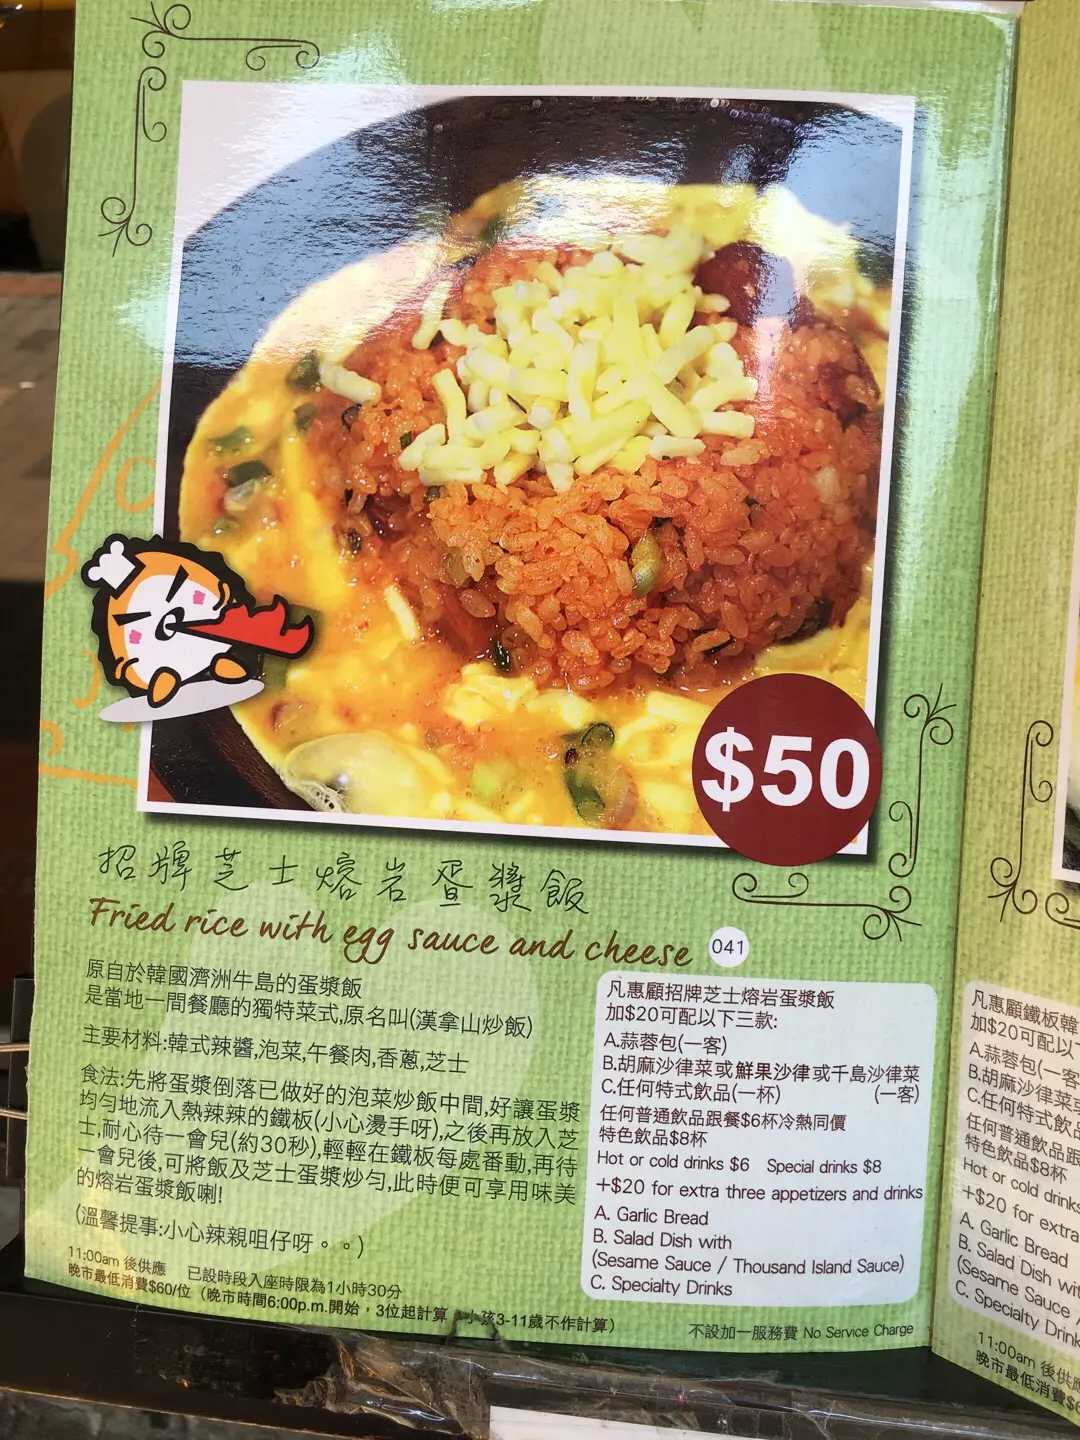 $50
招牌芝士熔岩蛋漿飯
Fried rice with egg sauce and cheese 041
原自於韓國濟洲牛島的蛋漿飯
是當地一間餐廳的獨特菜式,原名叫(漢拿山炒飯)
主要材料:韓式辣醬,泡菜,午餐肉,香蔥,芝士
食法:先將蛋漿倒落已做好的泡菜炒飯中間,好讓蛋漿
均勻地流入熱辣辣的鐵板(小心燙手呀),之後再放入芝
士,耐心待一會兒(約30秒),輕輕在鐵板每處番動,再待
一會兒後,可將飯及芝士蛋漿炒勻,此時便可享用味美
的熔岩蛋漿飯喇!
(溫馨提事:小心辣親咀仔呀。。)
11:00am 後供應 已設時段入座時限為1小時30分
晚市最低消費$60/位（晚市時間6:00p.m.開始，3位起計算 小孩3-11歲不作計算）
凡惠顧招牌芝士熔岩蛋漿飯
加$20可配以下三款:
A.蒜蓉包(一客)
B.胡麻沙律菜或鮮果沙律或千島沙律菜
(一客)
C.任何特式飲品(一杯)
任何普通飲品跟餐$6杯冷熱同價
特色飲品$8杯
Hot or cold drinks $6 Special drinks $8
+$20 for extra three appetizers and drinks
A. Garlic Bread
B. Salad Dish with
(Sesame Sauce / Thousand Island Sauce)
C. Specialty Drinks
不設加一服務費 No Service Charge
凡惠顧鐵板韓
加$20可配以下
A.蒜蓉包(一客
B.胡麻沙律菜或
C.任何特式飲品
任何普通飲品跟
特色飲品$8杯
Hot or cold drinks
+$20 for extra
A. Garlic Bread
B. Salad Dish with
(Sesame Sauce /
C. Specialty Drink
11:00am 後供應
晚市最低消費$6